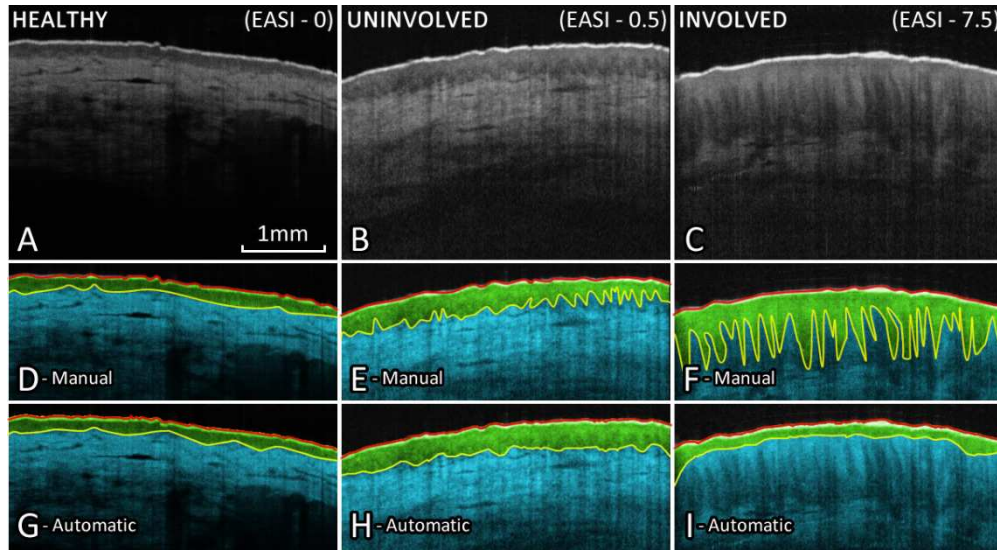 HEALTHY (EASI - 0)
UNINVOLVED (EASI - 0.5)
INVOLVED (EASI - 7.5)
A
1mm
B
C
D - Manual
E - Manual
F - Manual
G - Automatic
H - Automatic
I - Automatic